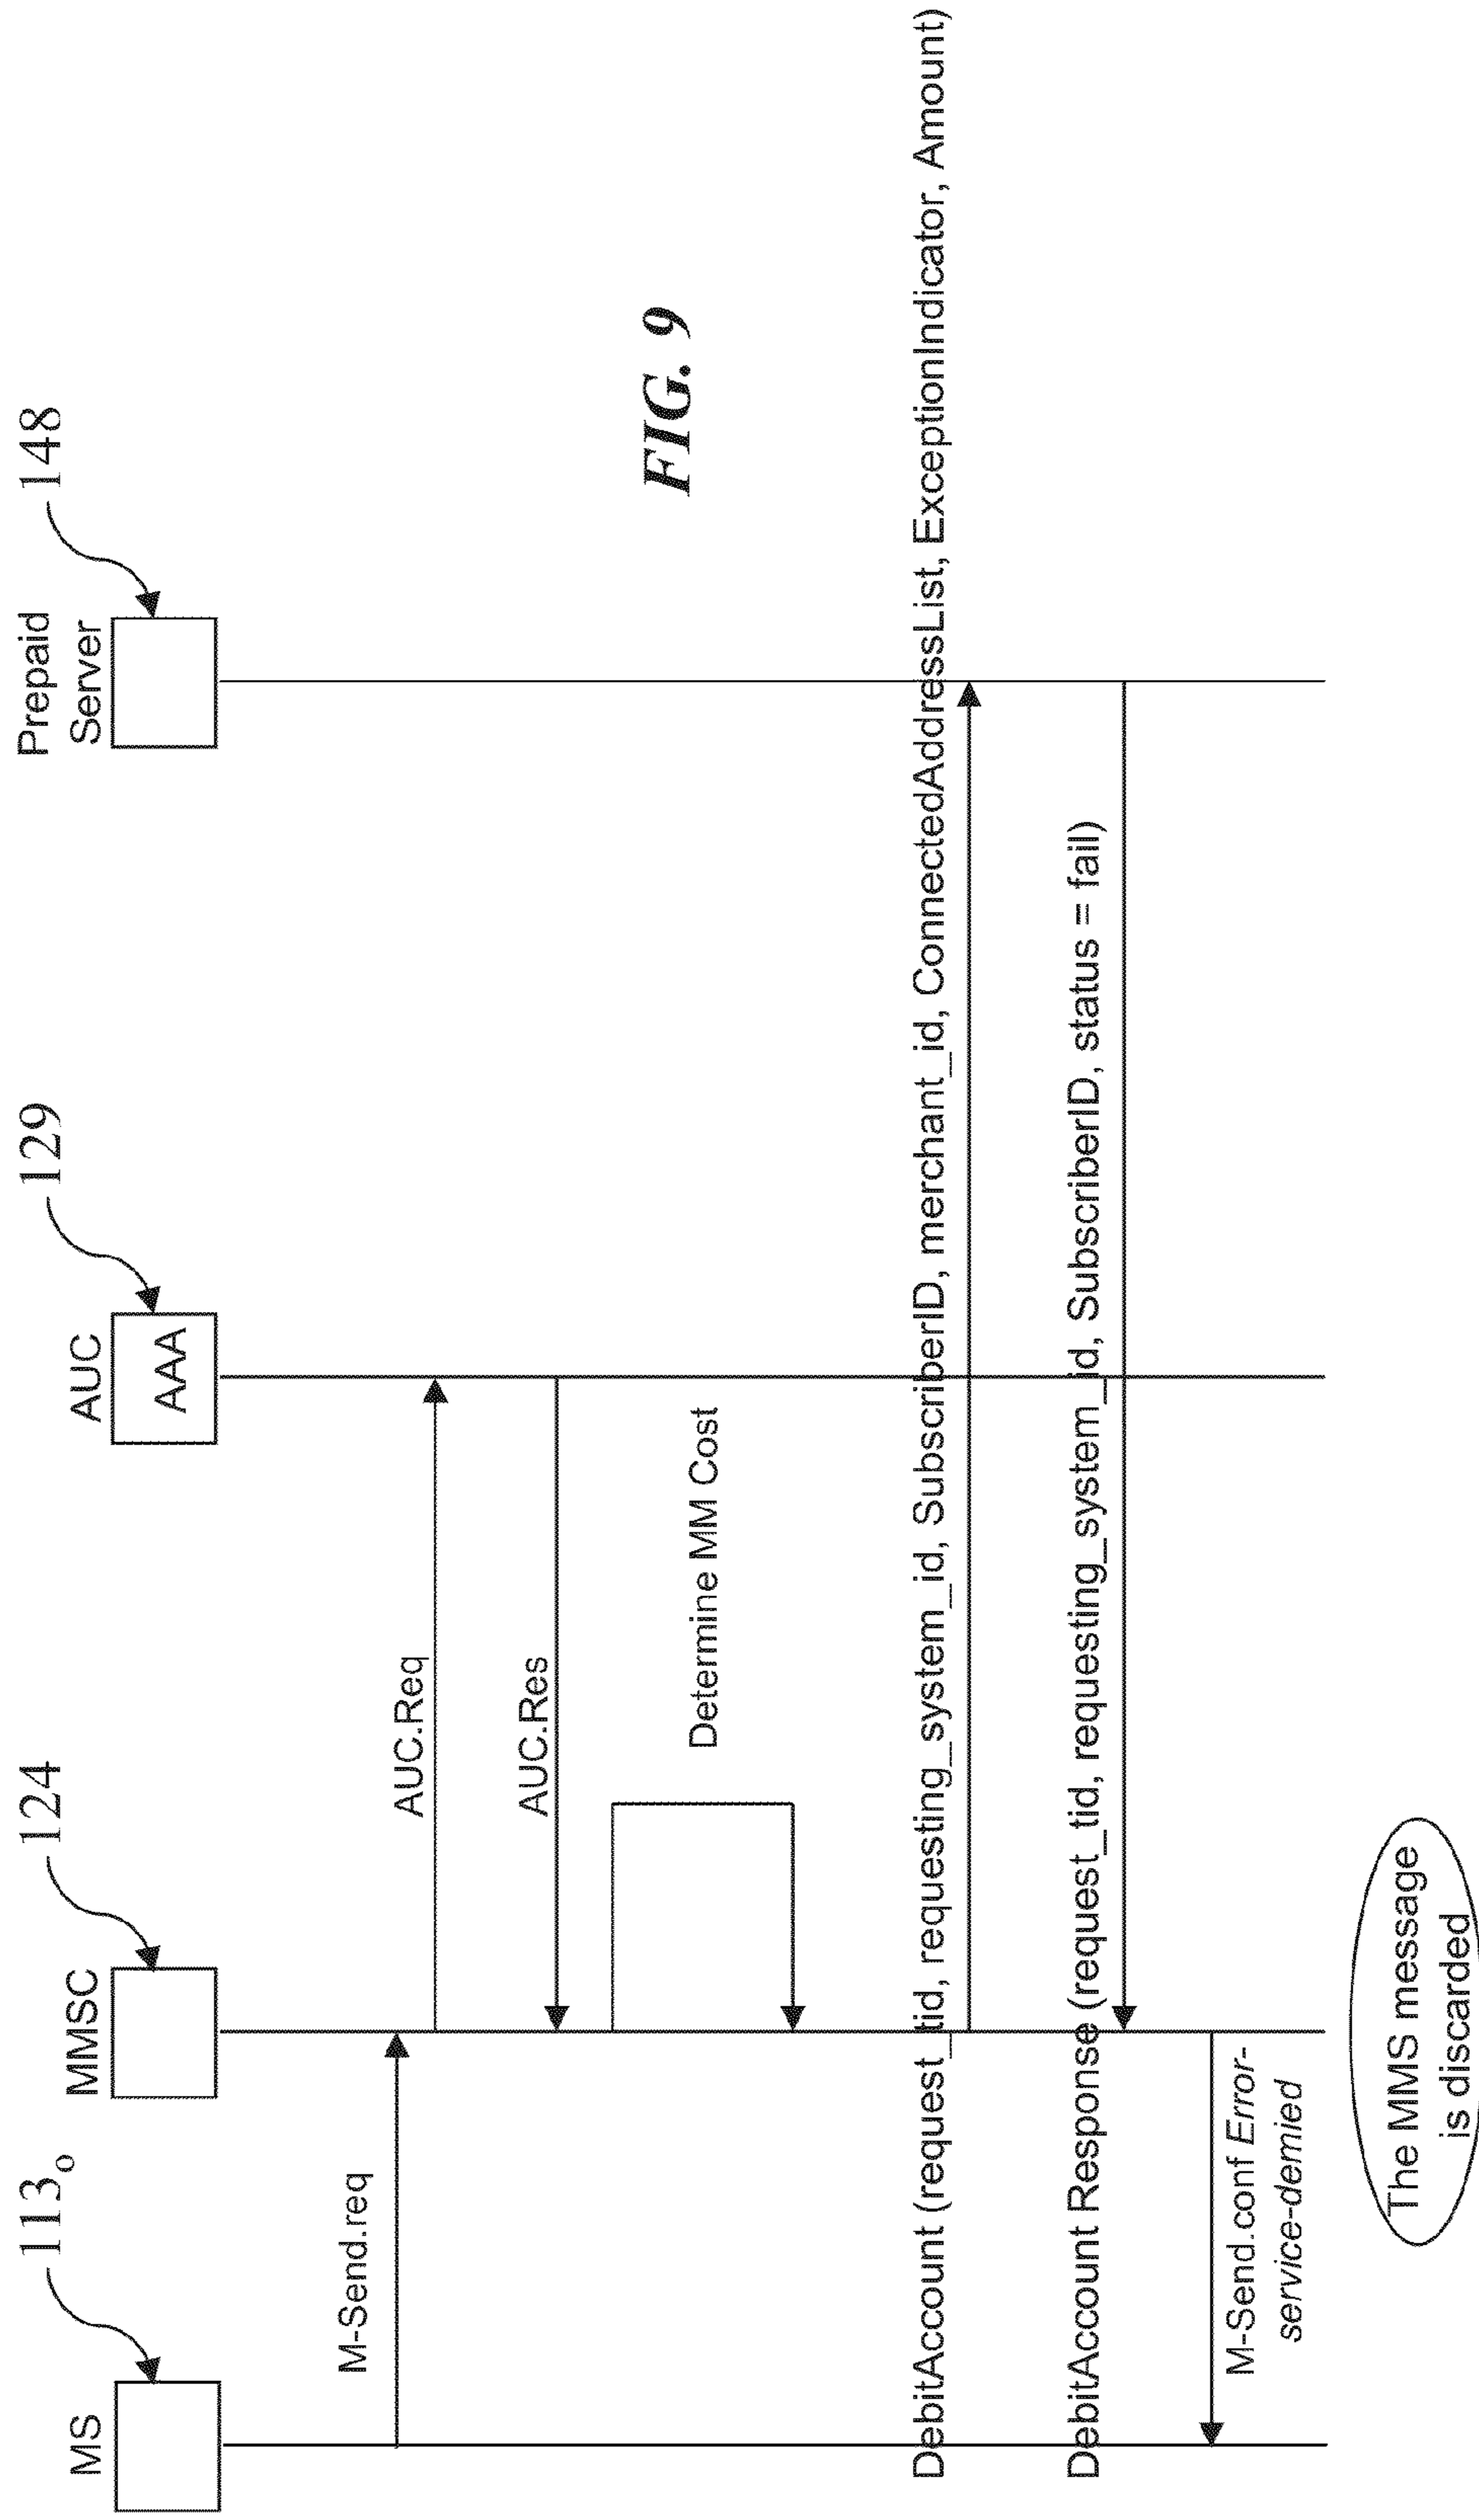 MS
113o
MMSC
124
AUC
AAA
129
Prepaid
Server
148
M-Send.req
AUC.Req
AUC.Res
Determine MM Cost
FIG. 9
DebitAccount (request_tid, requesting_system_id, SubscriberID, merchant_id, ConnectedAddressList, ExceptionIndicator, Amount)
DebitAccount Response (request_tid, requesting_system_id, SubscriberID, status = fail)
M-Send.conf Error-
service-demied
The MMS message
is discarded